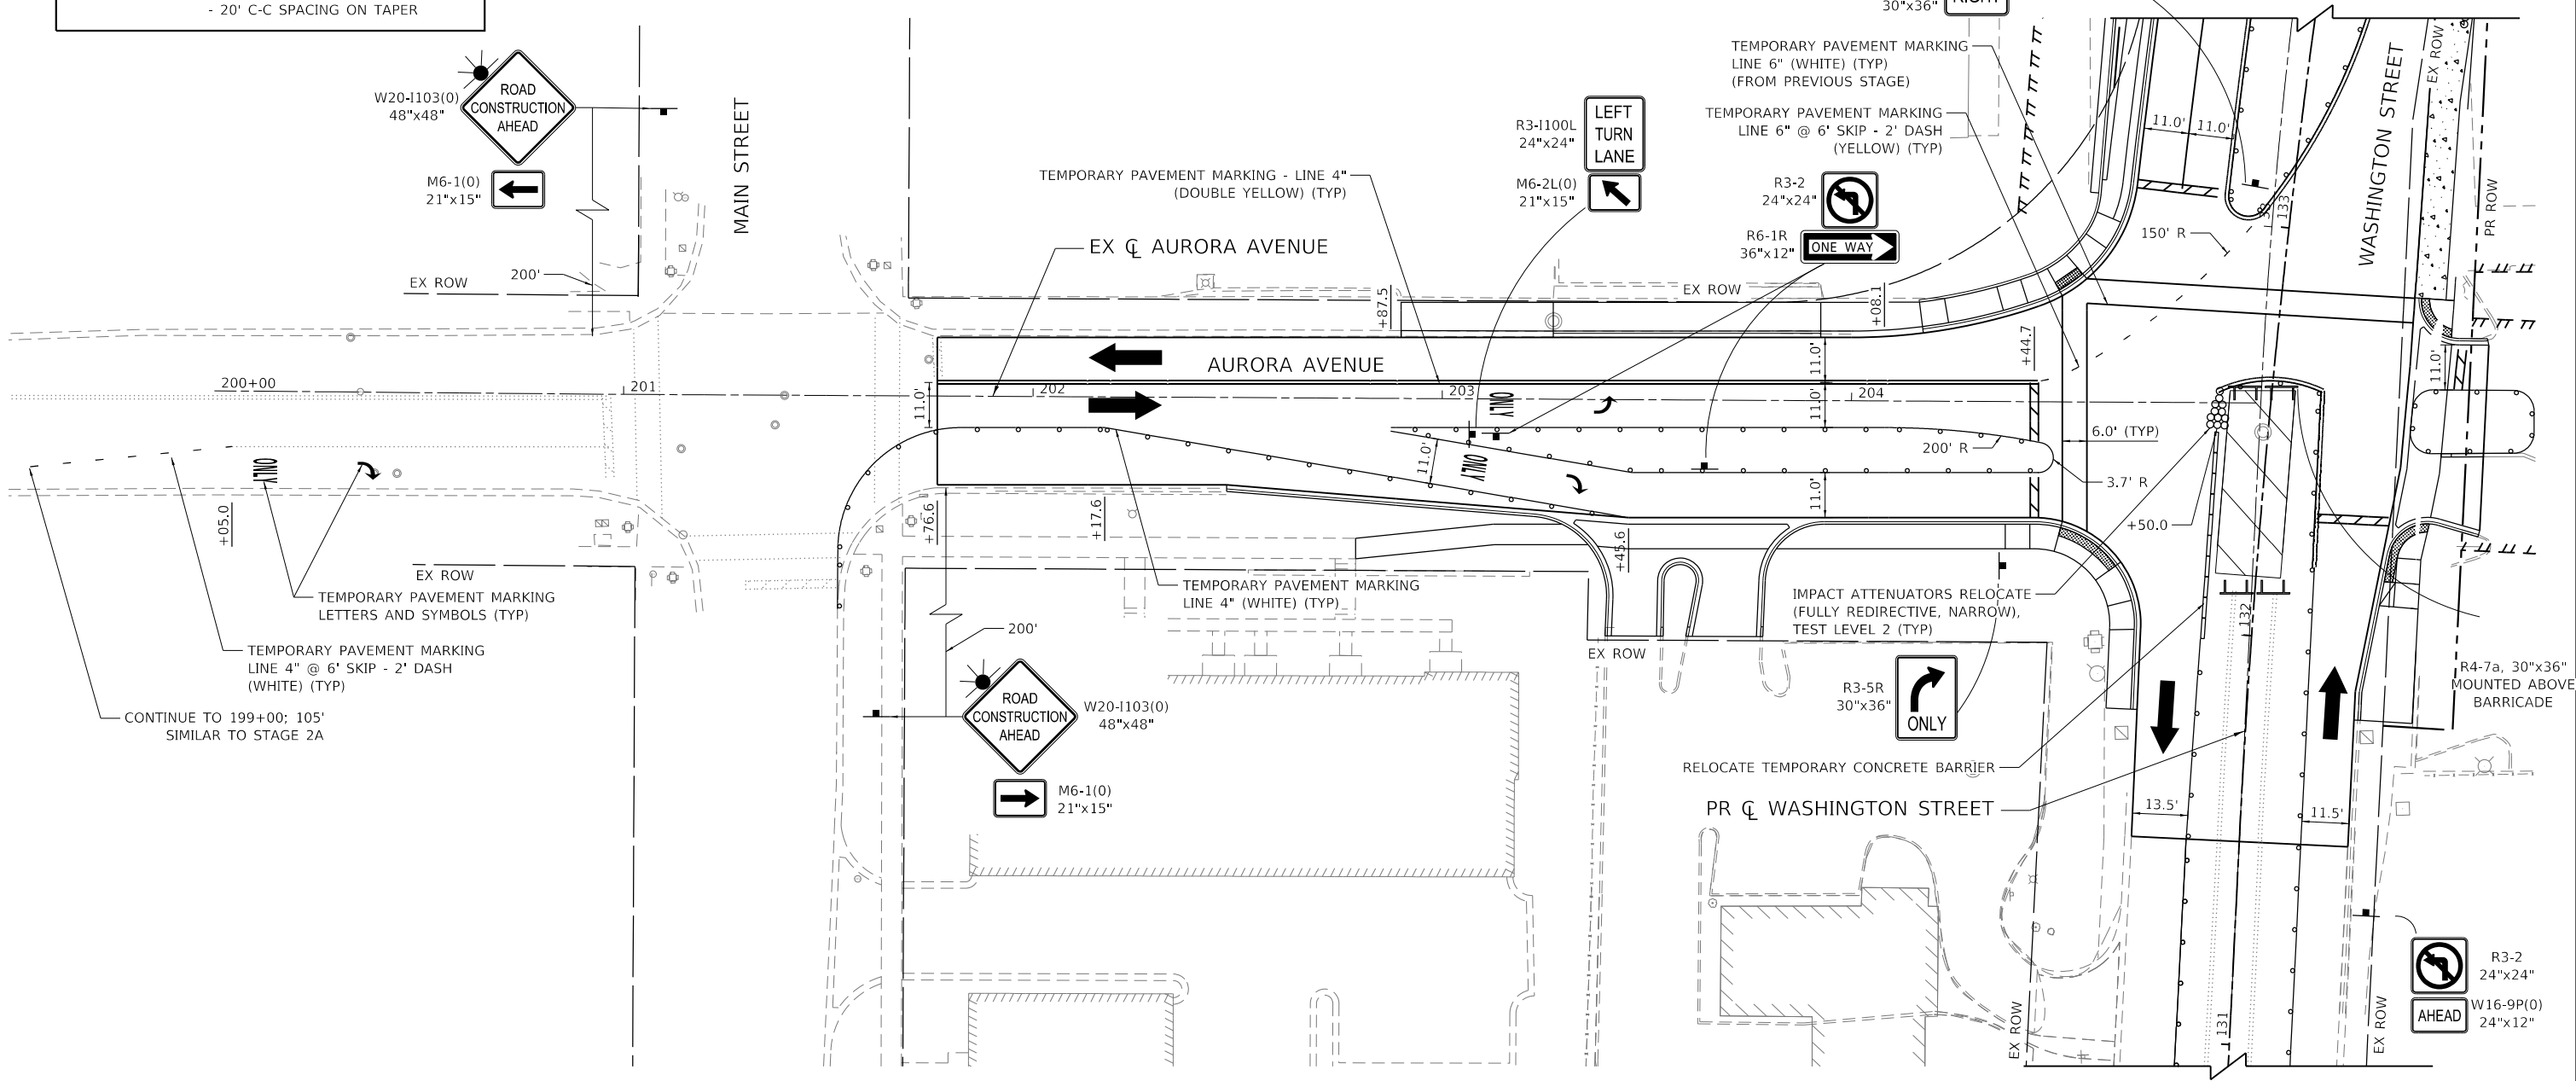 - 20' C-C SPACING ON TAPER
W20-I103(0)
48"x48"
ROAD
CONSTRUCTION
AHEAD
M6-1(0)
21"x15"
MAIN STREET
EX ROW
200'
TEMPORARY PAVEMENT MARKING - LINE 4"
(DOUBLE YELLOW) (TYP)
EX ℄ AURORA AVENUE
R3-I100L
24"x24"
LEFT
TURN
LANE
M6-2L(0)
21"x15"
R3-2
24"x24"
R6-1R
36"x12"
ONE WAY
30"x36"
RIGHT
TEMPORARY PAVEMENT MARKING
LINE 6" (WHITE) (TYP)
(FROM PREVIOUS STAGE)
TEMPORARY PAVEMENT MARKING
LINE 6" @ 6' SKIP - 2' DASH
(YELLOW) (TYP)
11.0'
11.0'
WASHINGTON STREET
EX ROW
PR ROW
133
150' R
EX ROW
+87.5
+08.1
+44.7
11.0'
200+00
201
202
203
204
AURORA AVENUE
11.0'
11.0'
11.0'
ONLY
ONLY
11.0'
11.0'
200' R
6.0' (TYP)
3.7' R
+50.0
ONLY
+05.0
+76.6
+17.6
+45.6
EX ROW
TEMPORARY PAVEMENT MARKING
LETTERS AND SYMBOLS (TYP)
TEMPORARY PAVEMENT MARKING
LINE 4" @ 6' SKIP - 2' DASH
(WHITE) (TYP)
CONTINUE TO 199+00; 105'
SIMILAR TO STAGE 2A
TEMPORARY PAVEMENT MARKING
LINE 4" (WHITE) (TYP)
200'
ROAD
CONSTRUCTION
AHEAD
W20-I103(0)
48"x48"
M6-1(0)
21"x15"
EX ROW
IMPACT ATTENUATORS RELOCATE
(FULLY REDIRECTIVE, NARROW),
TEST LEVEL 2 (TYP)
132
R3-5R
30"x36"
ONLY
RELOCATE TEMPORARY CONCRETE BARRIER
PR ℄ WASHINGTON STREET
13.5'
11.5'
R4-7a, 30"x36"
MOUNTED ABOVE
BARRICADE
R3-2
24"x24"
AHEAD
W16-9P(0)
24"x12"
131
EX ROW
EX ROW